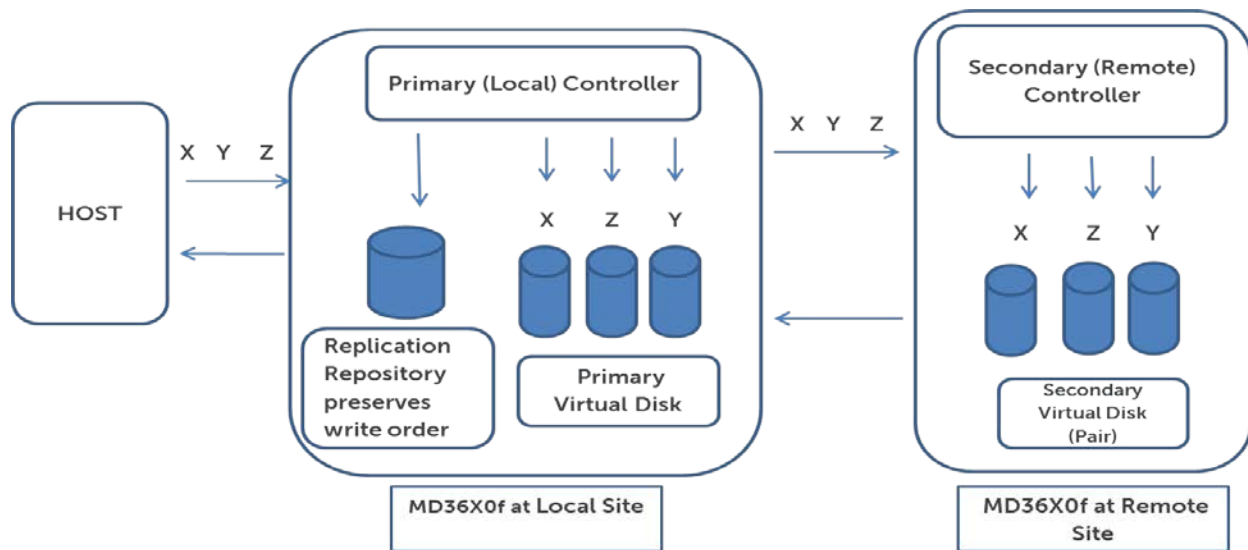 HOST
X Y Z
Primary (Local) Controller
X Z Y
Replication
Repository
preserves
write order
Primary
Virtual Disk
MD36X0f at Local Site
X Y Z
Secondary (Remote)
Controller
X Z Y
Secondary
Virtual Disk
(Pair)
MD36X0f at Remote
Site